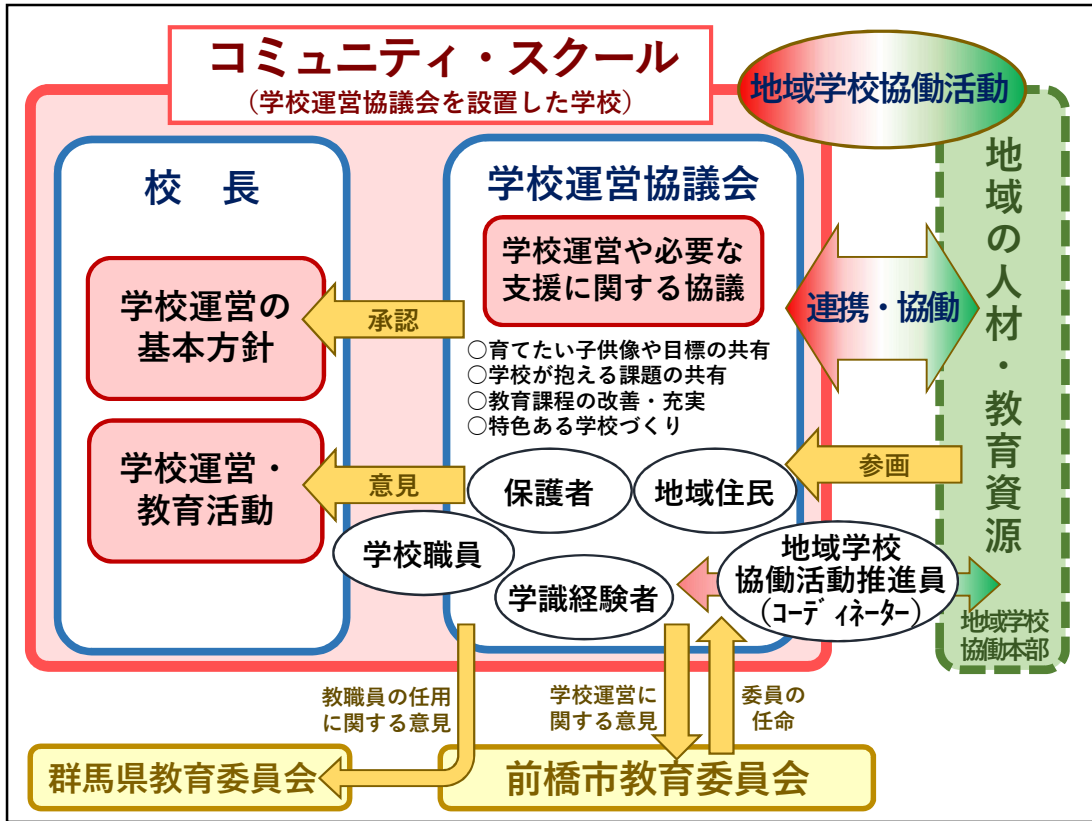 コミュニティ・スクール
（学校運営協議会を設置した学校）
地域学校協働活動
校　長
学校運営の
基本方針
学校運営・
教育活動
承認
意見
学校運営協議会
学校運営や必要な
支援に関する協議
○育てたい子供像や目標の共有
○学校が抱える課題の共有
○教育課程の改善・充実
○特色ある学校づくり
保護者
地域住民
学校職員
学識経験者
連携・協働
参画
地域学校
協働活動推進員
（ｺｰﾃﾞｨﾈｰﾀｰ）
地域の人材・教育資源
地域学校
協働本部
教職員の任用
に関する意見
学校運営に
関する意見
委員の
任命
群馬県教育委員会
前橋市教育委員会